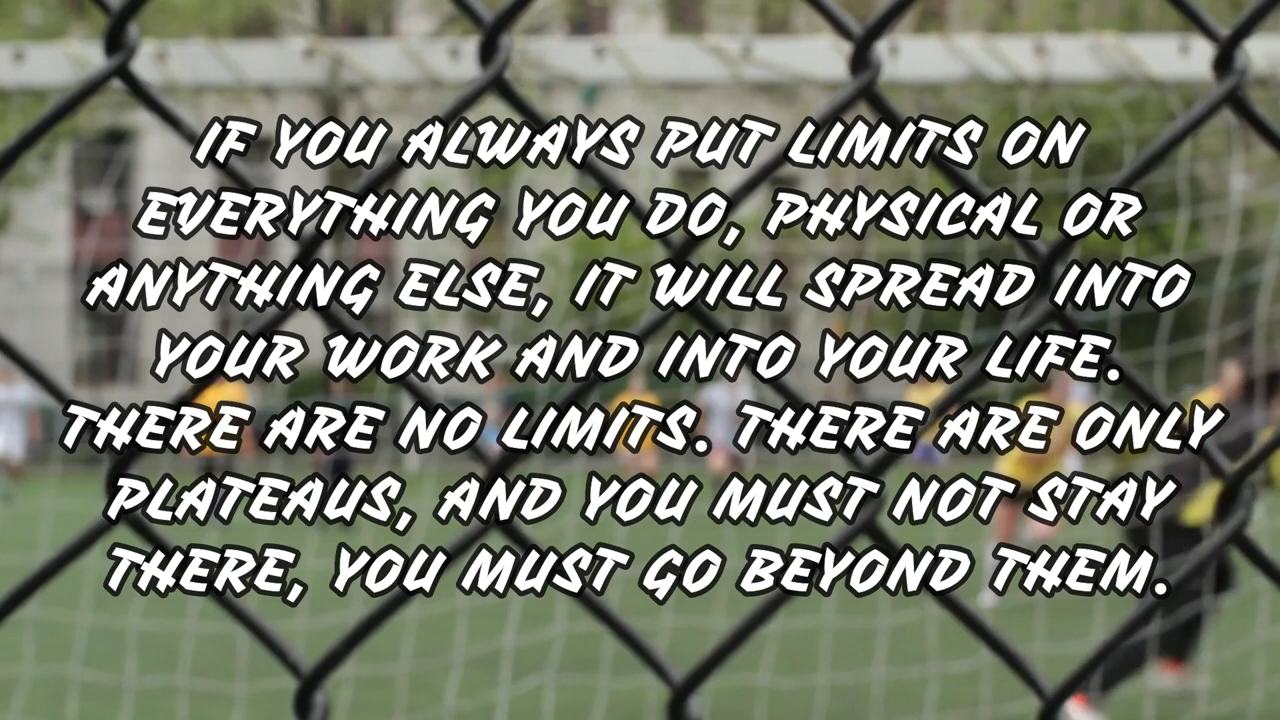 IF YOU ALWAYS PUT LIMITS ON
EVERYTHING YOU DO, PHYSICAL OR
ANYTHING ELSE, IT WILL SPREAD INTO
YOUR WORK AND INTO YOUR LIFE.
THERE ARE NO LIMITS. THERE ARE ONLY
PLATEAUS, AND YOU MUST NOT STAY
THERE, YOU MUST GO BEYOND THEM.